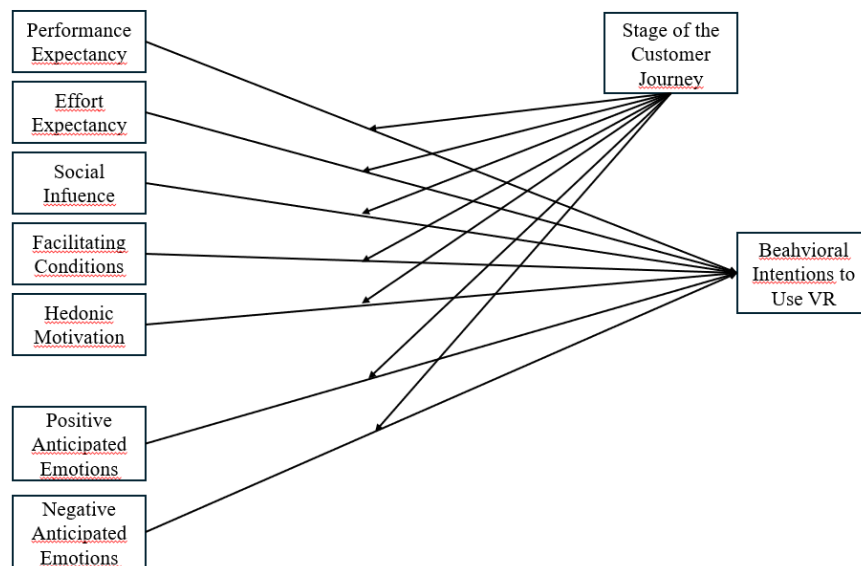 Performance
Expectancy
Stage of the
Customer
Journey
Effort
Expectancy
Social
Infuence
Facilitating
Conditions
Beahvioral
Intentions to
Use VR
Hedonic
Motivation
Positive
Anticipated
Emotions
Negative
Anticipated
Emotions